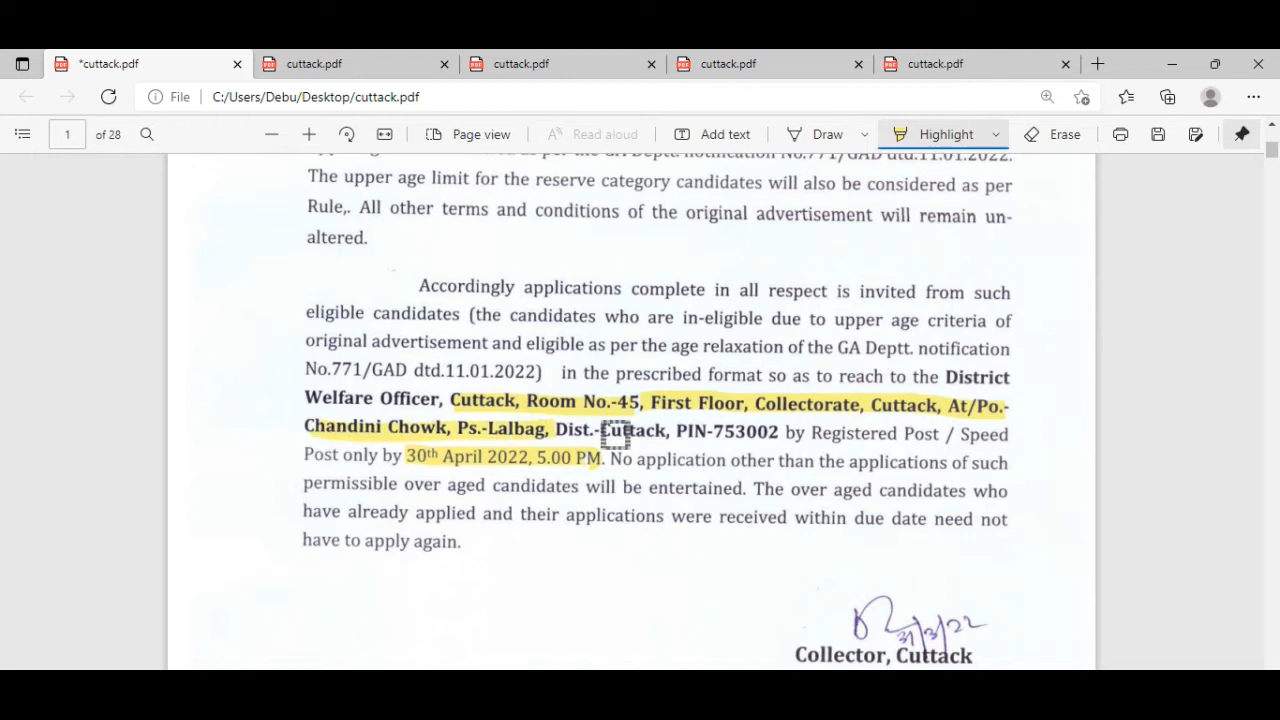 *cuttack.pdf
cuttack.pdf
cuttack.pdf
cuttack.pdf
cuttack.pdf
File C:/Users/Debu/Desktop/cuttack.pdf
1 of 28 Page view Read aloud Add text Draw Highlight Erase
notification No.771/GAD dtd.11.01.2022.
The upper age limit for the reserve category candidates will also be considered as per
Rule,. All other terms and conditions of the original advertisement will remain un-
altered.
Accordingly applications complete in all respect is invited from such
eligible candidates (the candidates who are in-eligible due to upper age criteria of
original advertisement and eligible as per the age relaxation of the GA Deptt. notification
No.771/GAD dtd.11.01.2022) in the prescribed format so as to reach to the District
Welfare Officer, Cuttack, Room No.-45, First Floor, Collectorate, Cuttack, At/Po.-
Chandini Chowk, Ps.-Lalbag, Dist.-Cuttack, PIN-753002 by Registered Post / Speed
Post only by 30th April 2022, 5.00 PM. No application other than the applications of such
permissible over aged candidates will be entertained. The over aged candidates who
have already applied and their applications were received within due date need not
have to apply again.
31/3/22
Collector, Cuttack